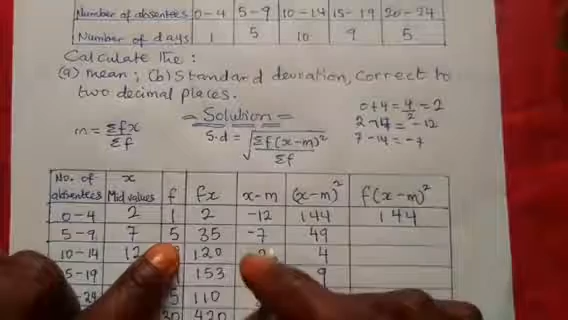 Number of absentees 0-4 5-9 10-14 15-19 20-24
Number of days 1 5 10 9 5
Calculate the:
(a) mean; (b) Standard deviation, correct to
two decimal places.
Solution
0+4=4/2=2
2-14=-12
7-14=-7
m = Σfx/Σf
S.d = √Σf(x-m)²/Σf
No. of absentees x Mid values f fx x-m (x-m)² f(x-m)²
0-4 2 1 2 -12 144 144
5-9 7 5 35 -7 49
10-14 12 120 4
153 9
110
420